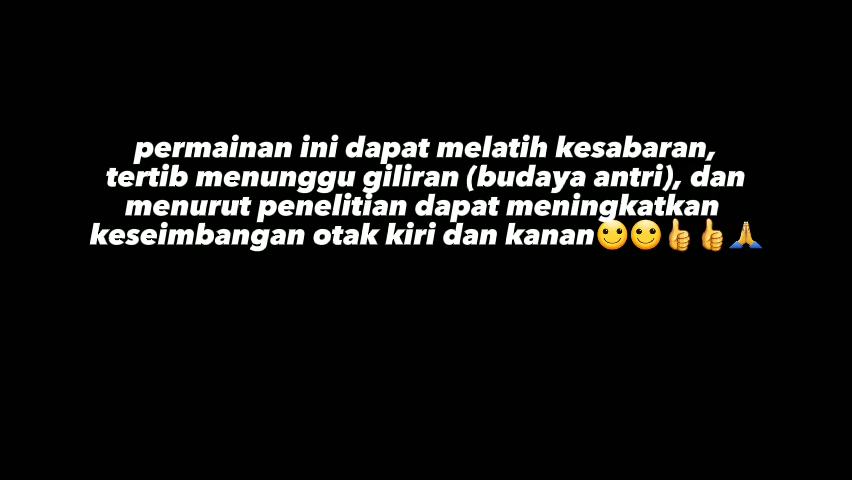 permainan ini dapat melatih kesabaran,
tertib menunggu giliran (budaya antri), dan
menurut penelitian dapat meningkatkan
keseimbangan otak kiri dan kanan🙂🙂👍👍🙏